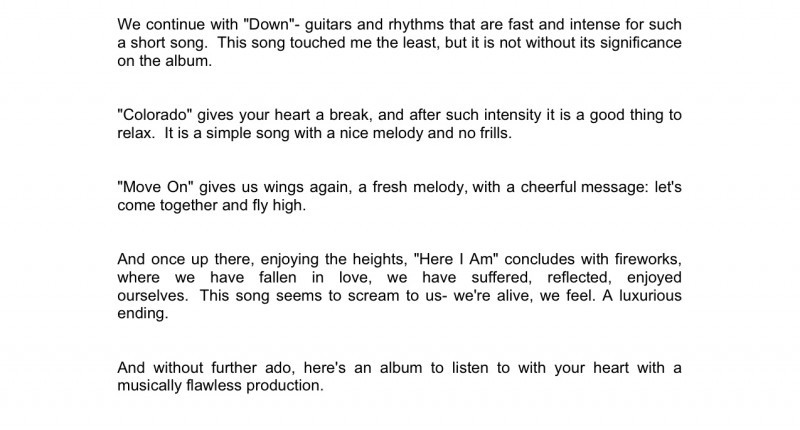 We continue with "Down"- guitars and rhythms that are fast and intense for such
a short song.  This song touched me the least, but it is not without its significance
on the album.
"Colorado" gives your heart a break, and after such intensity it is a good thing to
relax.  It is a simple song with a nice melody and no frills.
"Move On" gives us wings again, a fresh melody, with a cheerful message: let's
come together and fly high.
And once up there, enjoying the heights, "Here I Am" concludes with fireworks,
where we have fallen in love, we have suffered, reflected, enjoyed
ourselves.  This song seems to scream to us- we're alive, we feel. A luxurious
ending.
And without further ado, here's an album to listen to with your heart with a
musically flawless production.